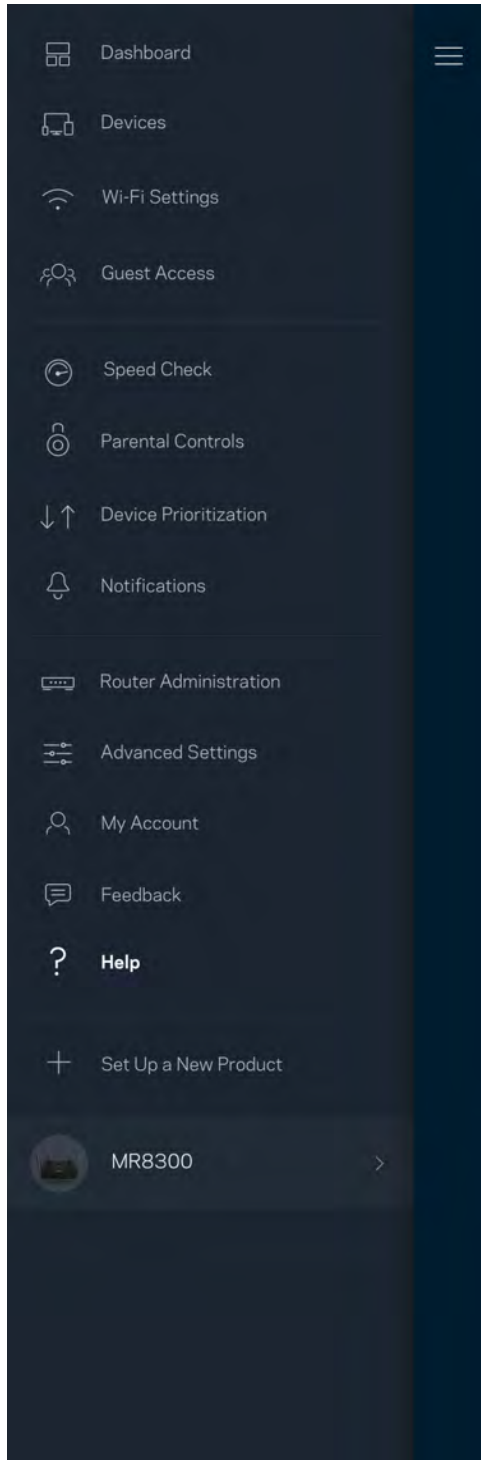 Dashboard
Devices
Wi-Fi Settings
Guest Access
Speed Check
Parental Controls
Device Prioritization
Notifications
Router Administration
Advanced Settings
My Account
Feedback
? Help
Set Up a New Product
MR8300